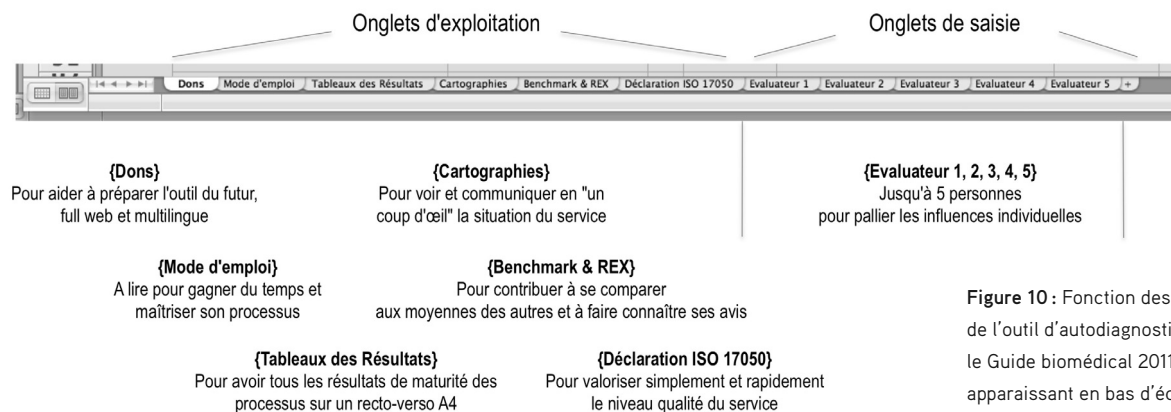 Onglets d'exploitation
Onglets de saisie
Dons Mode d'emploi Tableaux des Résultats Cartographies Benchmark & REX Déclaration ISO 17050 Evaluateur 1 Evaluateur 2 Evaluateur 3 Evaluateur 4 Evaluateur 5 +
{Dons}
Pour aider à préparer l'outil du futur,
full web et multilingue
{Cartographies}
Pour voir et communiquer en "un
coup d'œil" la situation du service
{Evaluateur 1, 2, 3, 4, 5}
Jusqu'à 5 personnes
pour pallier les influences individuelles
{Mode d'emploi}
A lire pour gagner du temps et
maîtriser son processus
{Benchmark & REX}
Pour contribuer à se comparer
aux moyennes des autres et à faire connaître ses avis
{Tableaux des Résultats}
Pour avoir tous les résultats de maturité des
processus sur un recto-verso A4
{Déclaration ISO 17050}
Pour valoriser simplement et rapidement
le niveau qualité du service
Figure 10 : Fonction des
de l'outil d'autodiagnosti
le Guide biomédical 2011
apparaissant en bas d'éc